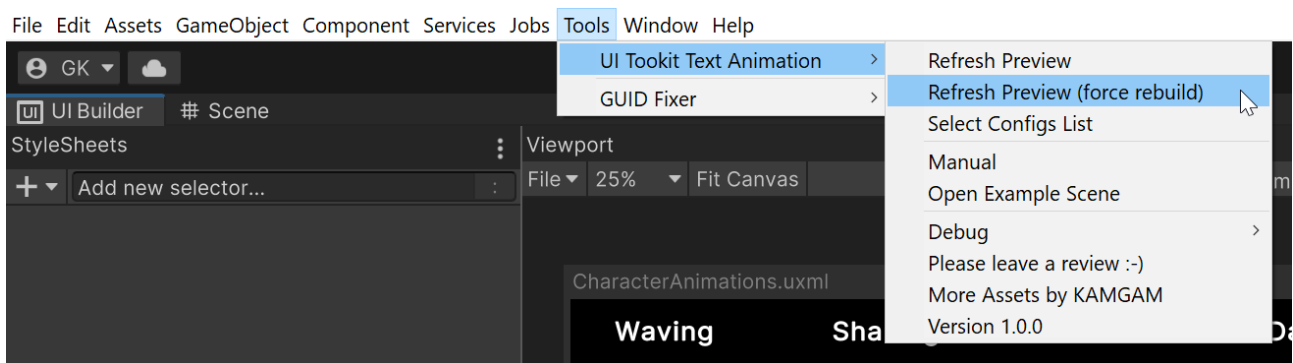 File Edit Assets GameObject Component Services Jobs Tools Window Help
GK
UI Tookit Text Animation
GUID Fixer
Refresh Preview
Refresh Preview (force rebuild)
Select Configs List
Manual
Open Example Scene
Debug
Please leave a review :-)
More Assets by KAMGAM
Version 1.0.0
UI UI Builder # Scene
StyleSheets
Add new selector...
Viewport
File 25% Fit Canvas
CharacterAnimations.uxml
Waving